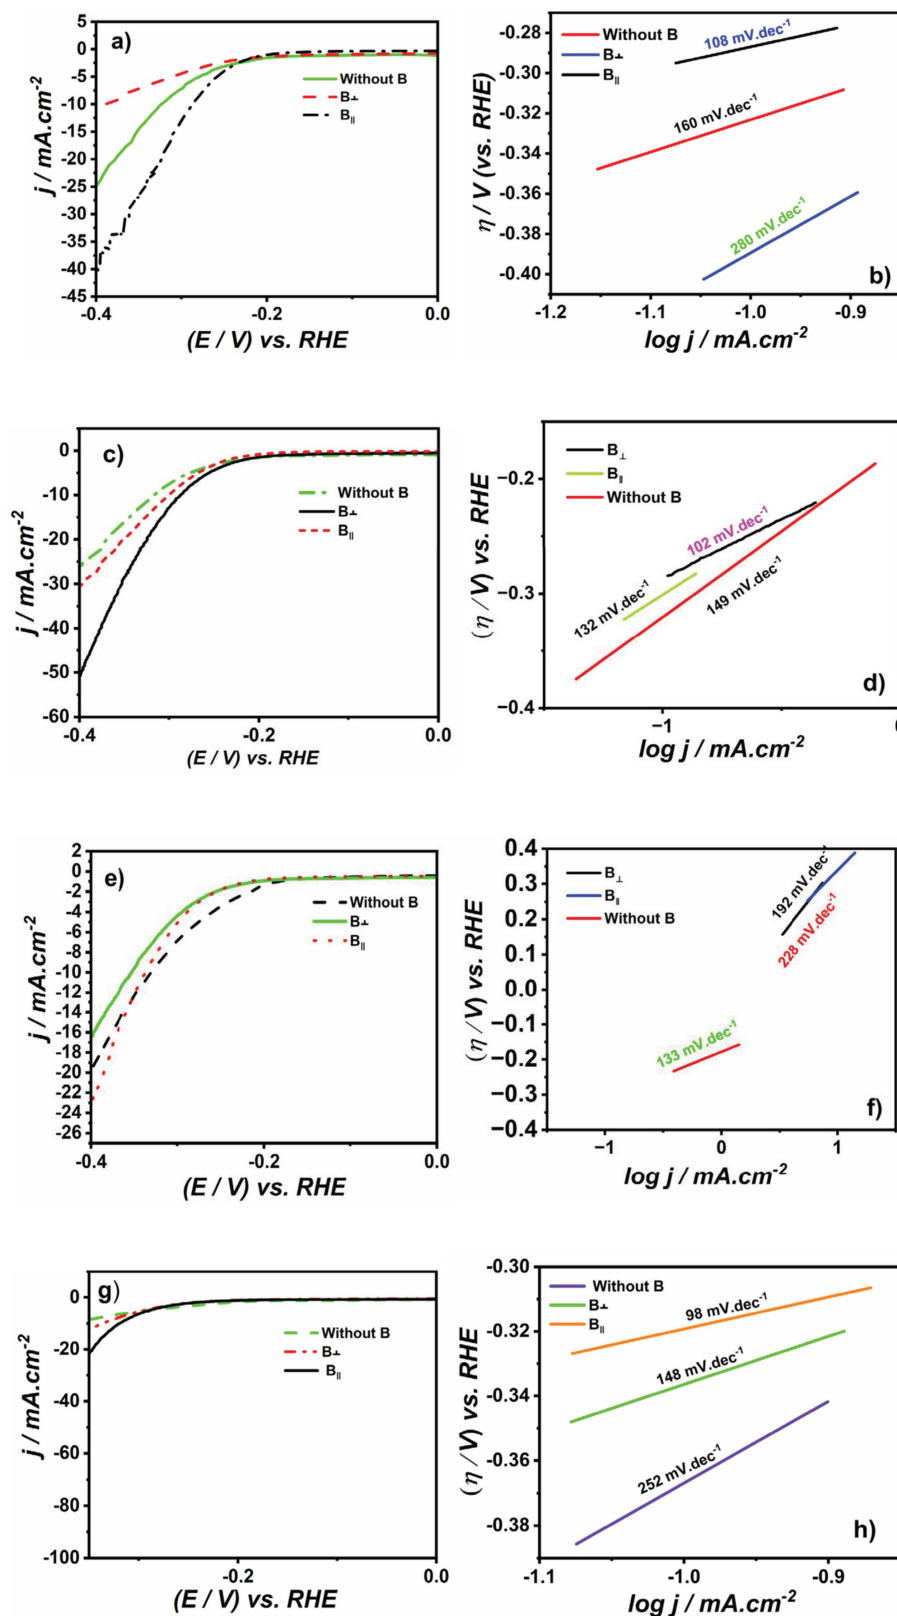 a)
5
0
-5
-10
-15
-20
-25
-30
-35
-40
-45
j / mA.cm⁻²
Without B
B⊥
B||
-0.4
-0.2
0.0
(E / V) vs. RHE
b)
-0.28
-0.30
-0.32
-0.34
-0.36
-0.38
-0.40
η / V (vs. RHE)
Without B
B⊥
B||
108 mV.dec⁻¹
160 mV.dec⁻¹
280 mV.dec⁻¹
-1.2
-1.1
-1.0
-0.9
log j / mA.cm⁻²
c)
0
-10
-20
-30
-40
-50
-60
j / mA.cm⁻²
Without B
B⊥
B||
-0.4
-0.2
0.0
(E / V) vs. RHE
d)
−0.2
−0.3
−0.4
(η /V) vs. RHE
B⊥
B||
Without B
102 mV.dec⁻¹
132 mV.dec⁻¹
149 mV.dec⁻¹
−1
log j / mA.cm⁻²
e)
2
0
-2
-4
-6
-8
-10
-12
-14
-16
-18
-20
-22
-24
-26
j / mA.cm⁻²
Without B
B⊥
B||
-0.4
-0.2
0.0
(E / V) vs. RHE
f)
0.4
0.3
0.2
0.1
0.0
−0.1
−0.2
−0.3
−0.4
(η /V) vs. RHE
B⊥
B||
Without B
192 mV.dec⁻¹
228 mV.dec⁻¹
133 mV.dec⁻¹
−1
0
1
log j / mA.cm⁻²
g)
0
-20
-40
-60
-80
-100
j / mA.cm⁻²
Without B
B⊥
B||
-0.2
0.0
(E / V) vs. RHE
h)
-0.30
-0.32
-0.34
-0.36
-0.38
(η /V) vs. RHE
Without B
B⊥
B||
98 mV.dec⁻¹
148 mV.dec⁻¹
252 mV.dec⁻¹
-1.1
-1.0
-0.9
log j / mA.cm⁻²